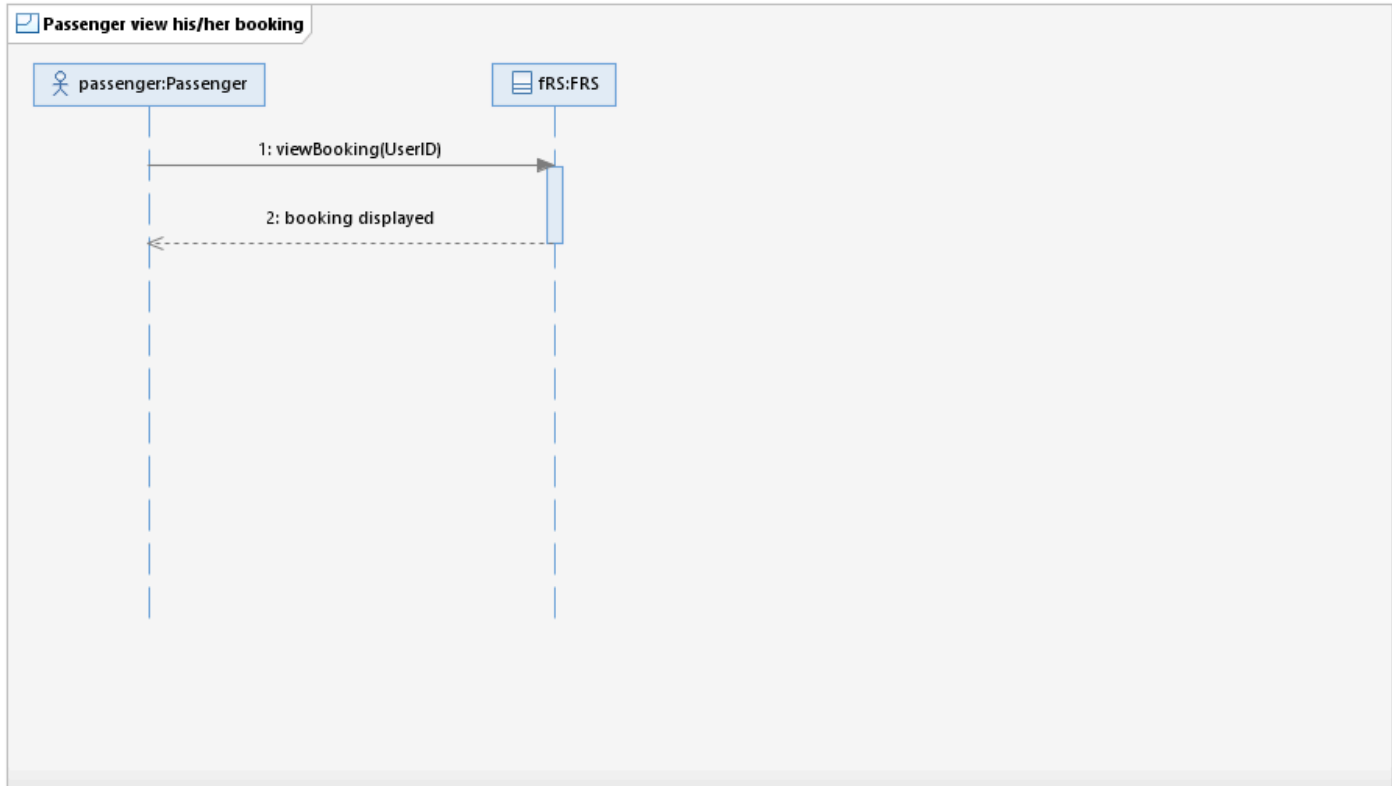 Passenger view his/her booking
passenger:Passenger
fRS:FRS
1: viewBooking(UserID)
2: booking displayed